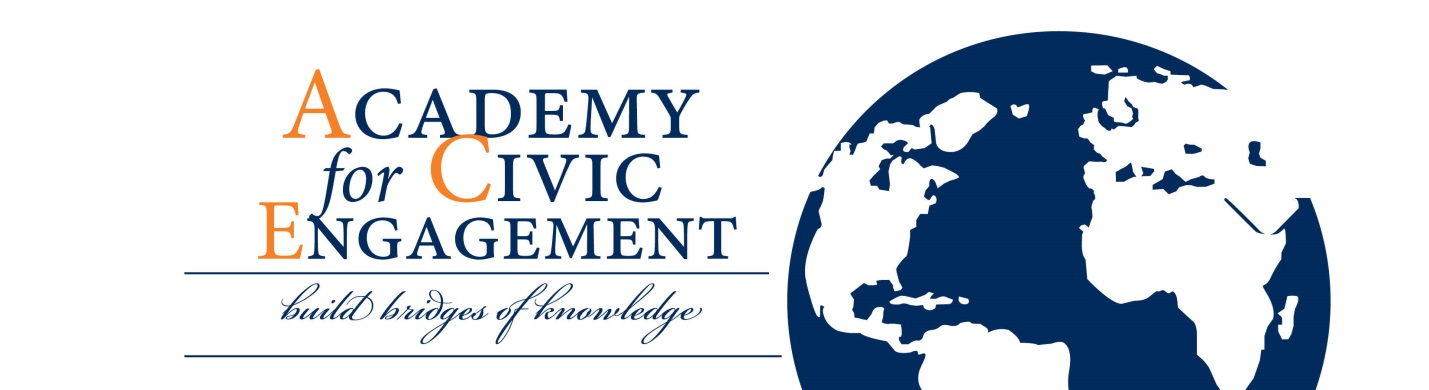 ACADEMY
for CIVIC
ENGAGEMENT
build bridges of knowledge